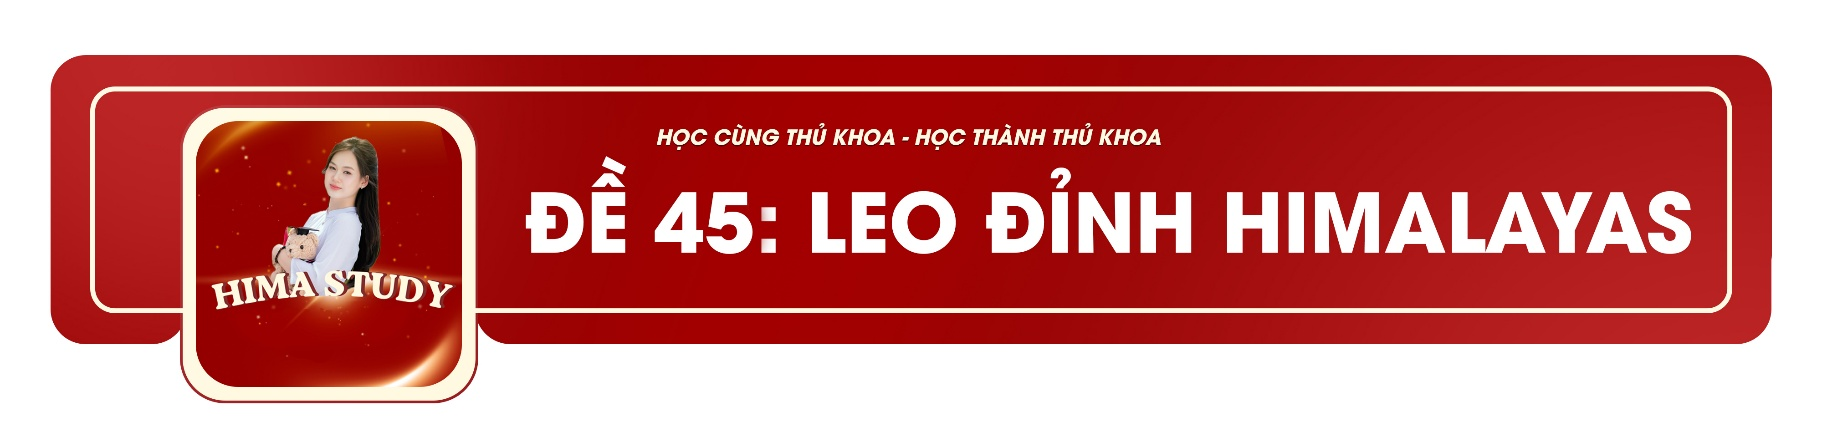 HỌC CÙNG THỦ KHOA - HỌC THÀNH THỦ KHOA
ĐỀ 45: LEO ĐỈNH HIMALAYAS
HIMA STUDY